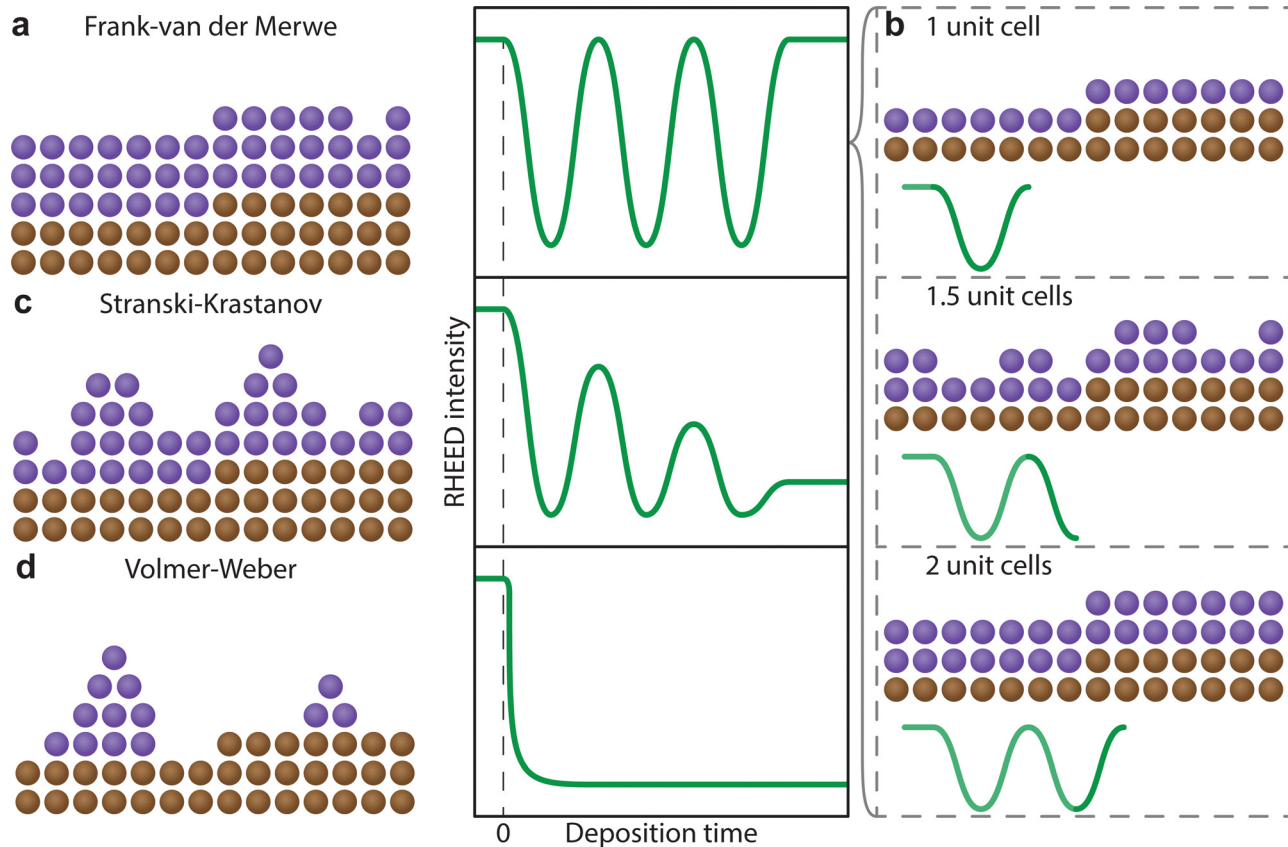 a Frank-van der Merwe
b 1 unit cell
c Stranski-Krastanov
1.5 unit cells
RHEED intensity
d Volmer-Weber
2 unit cells
0 Deposition time